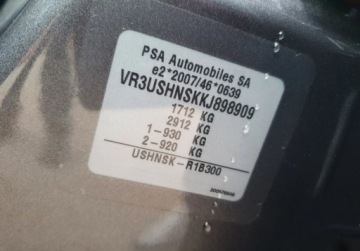 PSA Automobiles SA
e2*2007/46*0639
VR3USHNSKKJ898909
1712 KG
2912 KG
1-930 KG
2-920 KG
USHNSK-R1B300